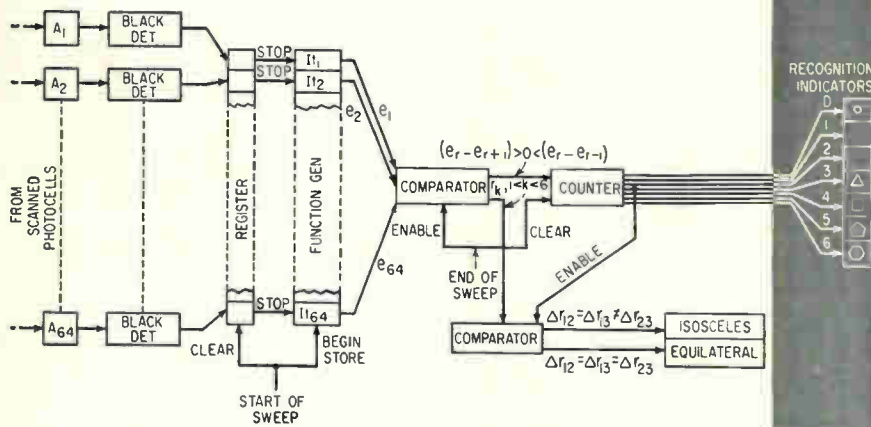 A1
BLACK
DET
A2
BLACK
DET
FROM
SCANNED
PHOTOCELLS
A64
BLACK
DET
REGISTER
STOP
STOP
STOP
CLEAR
It1
It2
FUNCTION GEN
It64
BEGIN
STORE
START OF
SWEEP
e1
e2
e64
COMPARATOR
ENABLE
(er−er+1)>0<(er−er−1)
rk, 1<k<6
COUNTER
CLEAR
END OF
SWEEP
ENABLE
COMPARATOR
Δr12=Δr13≠Δr23
ISOSCELES
EQUILATERAL
Δr12=Δr13=Δr23
RECOGNITION
INDICATORS
0
1
2
3
4
5
6